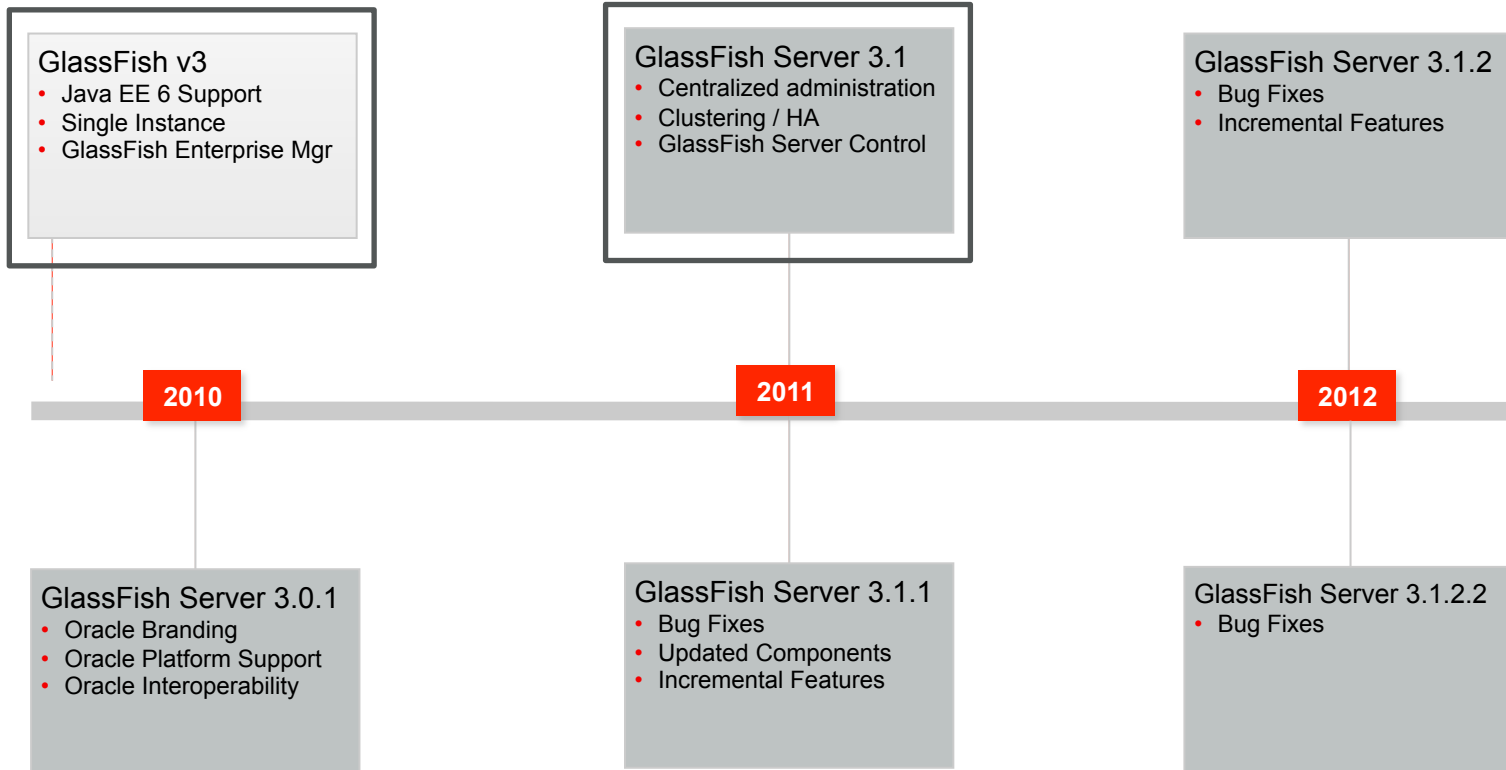 GlassFish v3
• Java EE 6 Support
• Single Instance
• GlassFish Enterprise Mgr
GlassFish Server 3.1
• Centralized administration
• Clustering / HA
• GlassFish Server Control
GlassFish Server 3.1.2
• Bug Fixes
• Incremental Features
2010
2011
2012
GlassFish Server 3.0.1
• Oracle Branding
• Oracle Platform Support
• Oracle Interoperability
GlassFish Server 3.1.1
• Bug Fixes
• Updated Components
• Incremental Features
GlassFish Server 3.1.2.2
• Bug Fixes